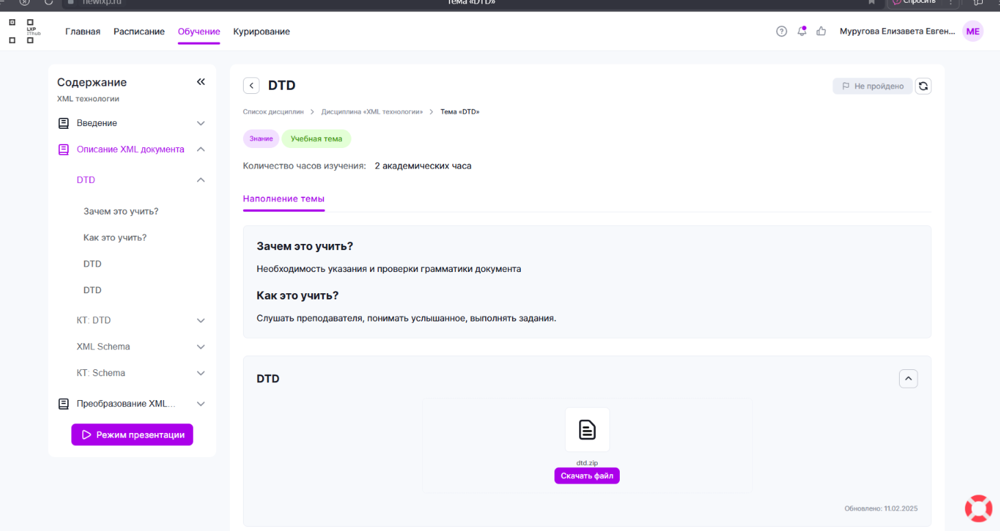 newlxp.ru
Тема «DTD»
Спросить
LXP
IThub
Главная Расписание Обучение Курирование
Муругова Елизавета Евген... МЕ
Содержание
XML технологии
Введение
Описание XML документа
DTD
Зачем это учить?
Как это учить?
DTD
DTD
КТ: DTD
XML Schema
КТ: Schema
Преобразование XML...
Режим презентации
DTD
Не пройдено
Список дисциплин > Дисциплина «XML технологии» > Тема «DTD»
Знание Учебная тема
Количество часов изучения: 2 академических часа
Наполнение темы
Зачем это учить?
Необходимость указания и проверки грамматики документа
Как это учить?
Слушать преподавателя, понимать услышанное, выполнять задания.
DTD
dtd.zip
Скачать файл
Обновлено: 11.02.2025